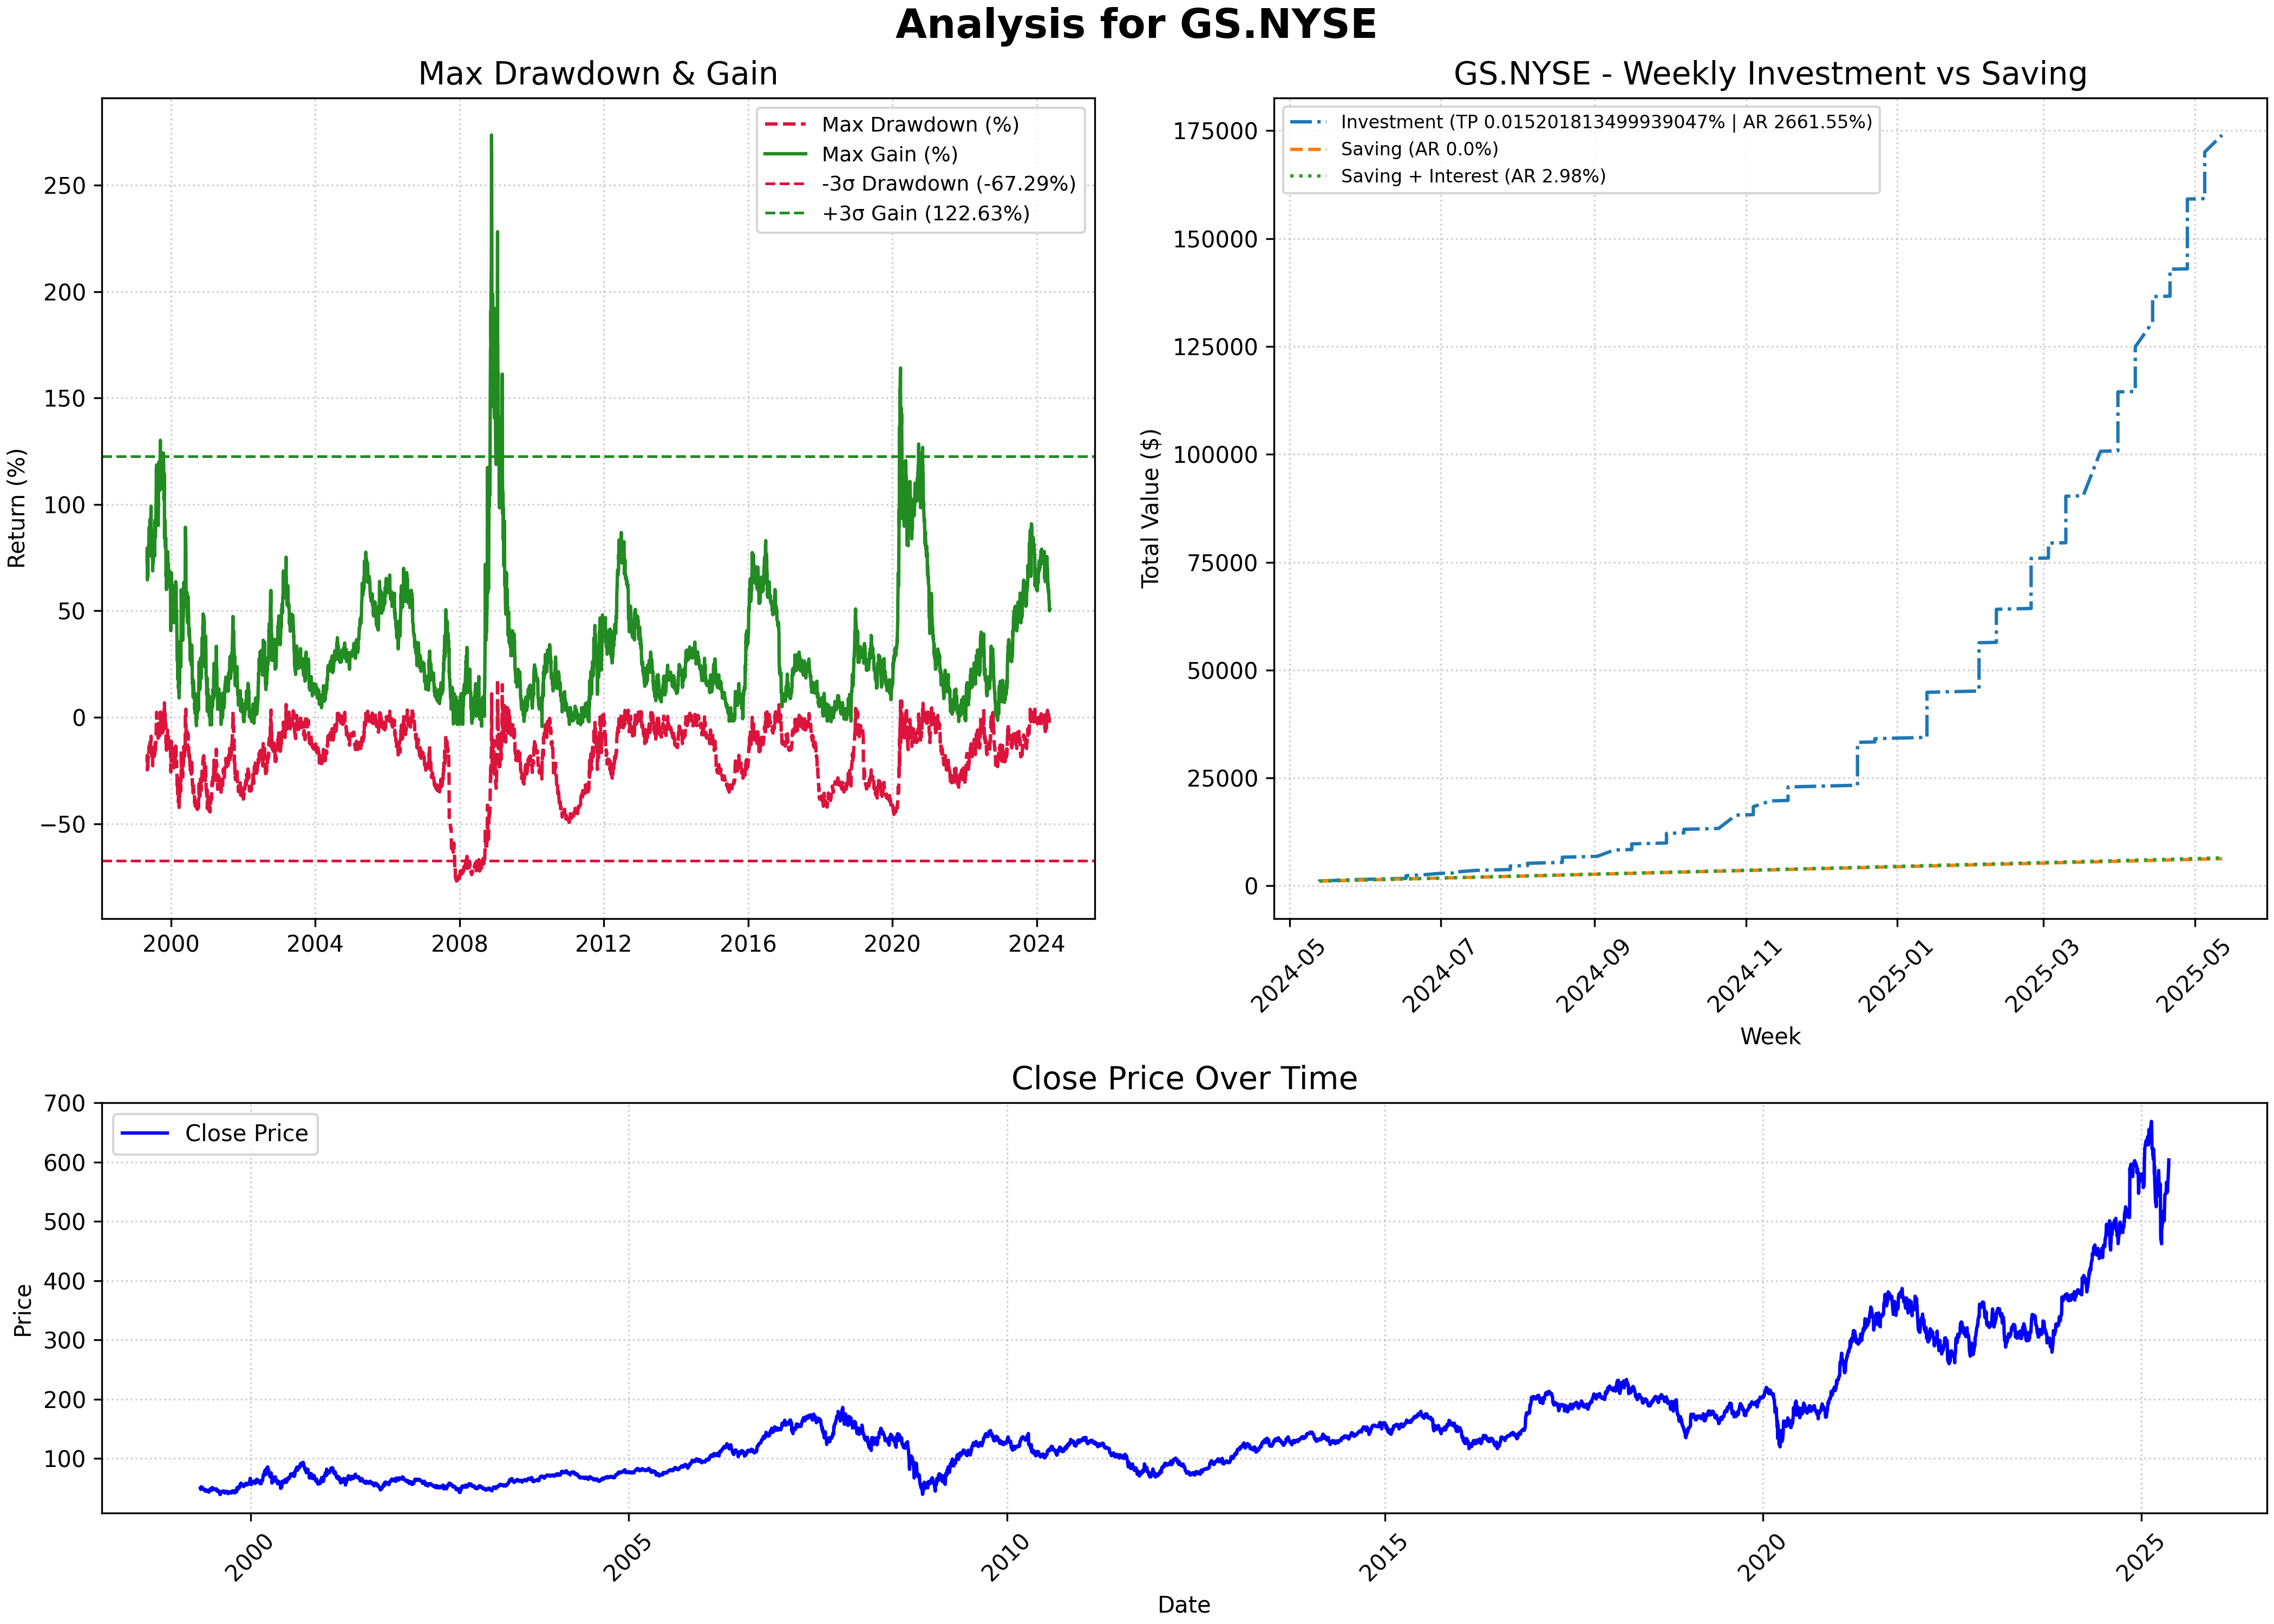 Analysis for GS.NYSE
Max Drawdown & Gain
Return (%)
250
200
150
100
50
0
−50
Max Drawdown (%)
Max Gain (%)
-3σ Drawdown (-67.29%)
+3σ Gain (122.63%)
2000 2004 2008 2012 2016 2020 2024
GS.NYSE - Weekly Investment vs Saving
Total Value ($)
175000
150000
125000
100000
75000
50000
25000
0
Investment (TP 0.015201813499939047% | AR 2661.55%)
Saving (AR 0.0%)
Saving + Interest (AR 2.98%)
2024-05 2024-07 2024-09 2024-11 2025-01 2025-03 2025-05
Week
Close Price Over Time
Price
700
600
500
400
300
200
100
Close Price
2000 2005 2010 2015 2020 2025
Date